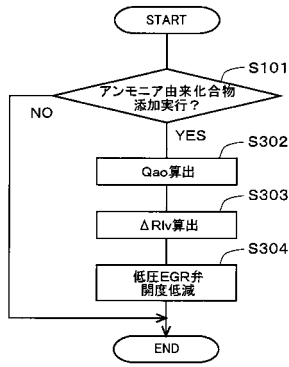 START
S101
アンモニア由来化合物
添加実行？
NO
YES
S302
Qao算出
S303
ΔRlv算出
S304
低圧EGR弁
開度低減
END